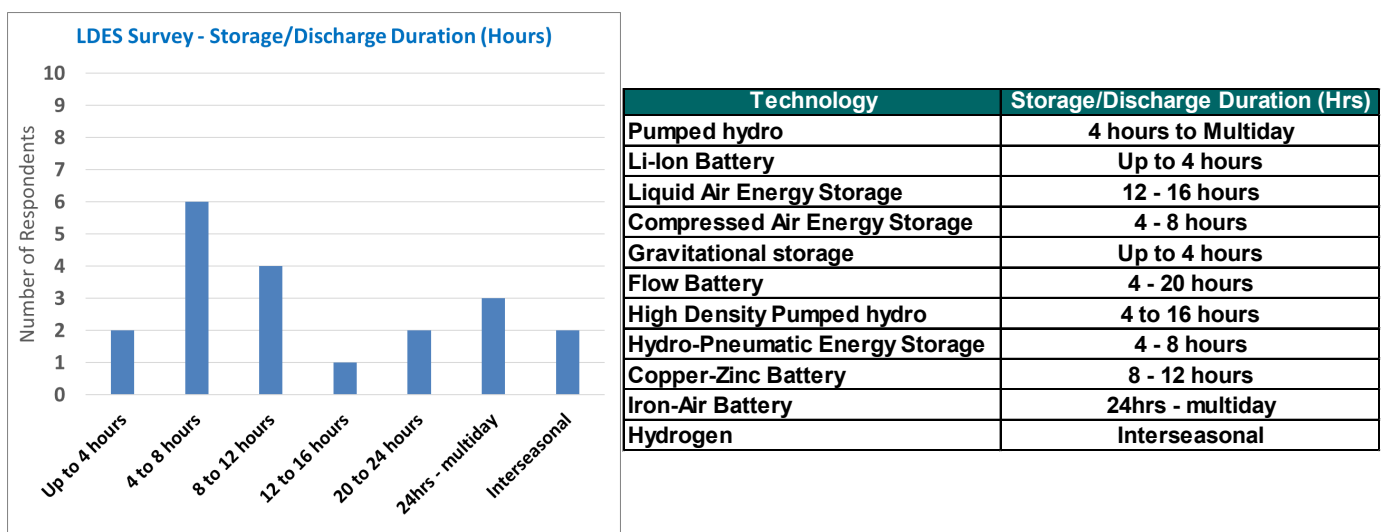 LDES Survey - Storage/Discharge Duration (Hours)
Number of Respondents
10
9
8
7
6
5
4
3
2
1
0
Up to 4 hours
4 to 8 hours
8 to 12 hours
12 to 16 hours
20 to 24 hours
24hrs - multiday
Interseasonal
Technology Storage/Discharge Duration (Hrs)
Pumped hydro 4 hours to Multiday
Li-Ion Battery Up to 4 hours
Liquid Air Energy Storage 12 - 16 hours
Compressed Air Energy Storage 4 - 8 hours
Gravitational storage Up to 4 hours
Flow Battery 4 - 20 hours
High Density Pumped hydro 4 to 16 hours
Hydro-Pneumatic Energy Storage 4 - 8 hours
Copper-Zinc Battery 8 - 12 hours
Iron-Air Battery 24hrs - multiday
Hydrogen Interseasonal